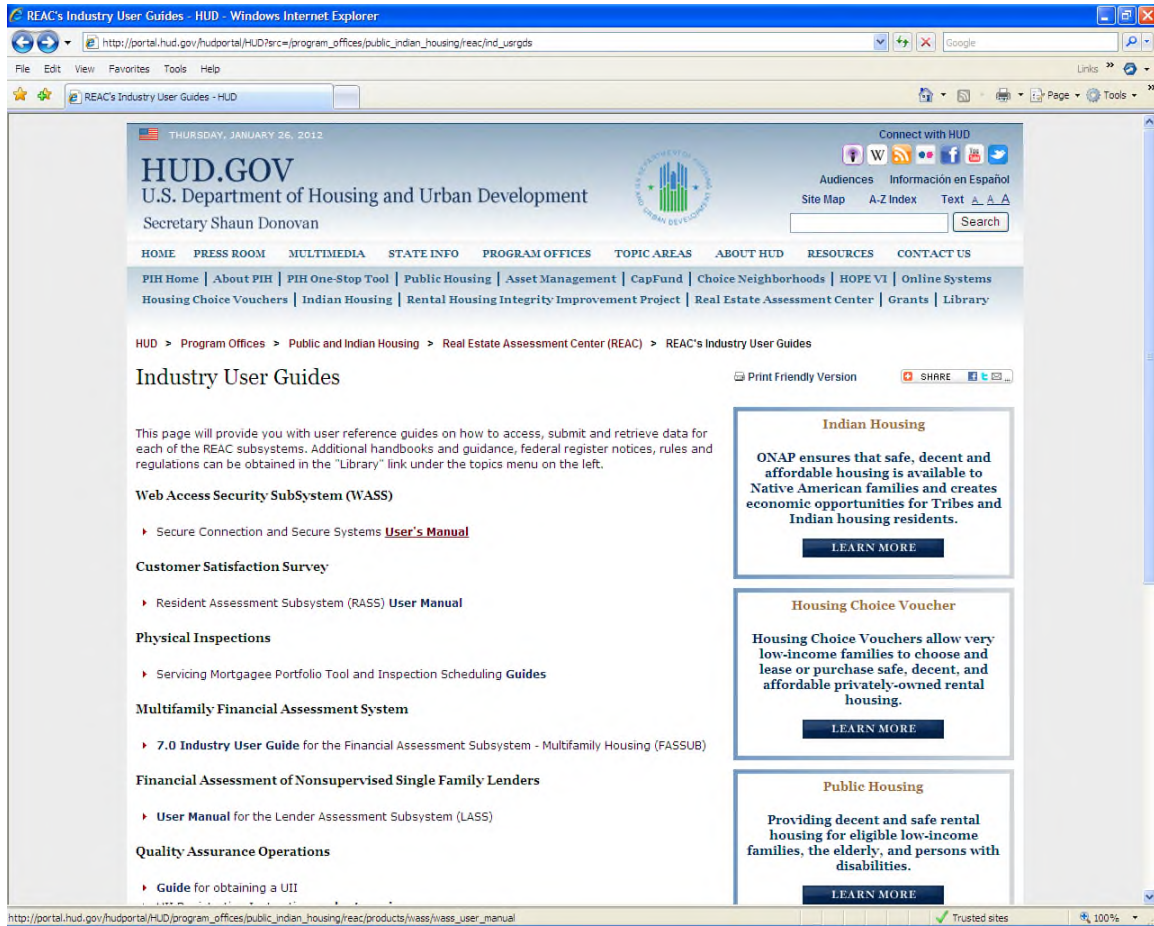 REAC's Industry User Guides - HUD - Windows Internet Explorer
http://portal.hud.gov/hudportal/HUD?src=/program_offices/public_indian_housing/reac/ind_usrgds
Google
File Edit View Favorites Tools Help
Links »
REAC's Industry User Guides - HUD
Page Tools »
THURSDAY, JANUARY 26, 2012
Connect with HUD
HUD.GOV
U.S. Department of Housing and Urban Development
Secretary Shaun Donovan
W
Audiences Información en Español
Site Map A-Z Index Text A A A
Search
HOME PRESS ROOM MULTIMEDIA STATE INFO PROGRAM OFFICES TOPIC AREAS ABOUT HUD RESOURCES CONTACT US
PIH Home | About PIH | PIH One-Stop Tool | Public Housing | Asset Management | CapFund | Choice Neighborhoods | HOPE VI | Online Systems
Housing Choice Vouchers | Indian Housing | Rental Housing Integrity Improvement Project | Real Estate Assessment Center | Grants | Library
HUD > Program Offices > Public and Indian Housing > Real Estate Assessment Center (REAC) > REAC's Industry User Guides
Industry User Guides
Print Friendly Version
SHARE
This page will provide you with user reference guides on how to access, submit and retrieve data for
each of the REAC subsystems. Additional handbooks and guidance, federal register notices, rules and
regulations can be obtained in the "Library" link under the topics menu on the left.
Web Access Security SubSystem (WASS)
Secure Connection and Secure Systems User's Manual
Customer Satisfaction Survey
Resident Assessment Subsystem (RASS) User Manual
Physical Inspections
Servicing Mortgagee Portfolio Tool and Inspection Scheduling Guides
Multifamily Financial Assessment System
7.0 Industry User Guide for the Financial Assessment Subsystem - Multifamily Housing (FASSUB)
Financial Assessment of Nonsupervised Single Family Lenders
User Manual for the Lender Assessment Subsystem (LASS)
Quality Assurance Operations
Guide for obtaining a UII
Indian Housing
ONAP ensures that safe, decent and
affordable housing is available to
Native American families and creates
economic opportunities for Tribes and
Indian housing residents.
LEARN MORE
Housing Choice Voucher
Housing Choice Vouchers allow very
low-income families to choose and
lease or purchase safe, decent, and
affordable privately-owned rental
housing.
LEARN MORE
Public Housing
Providing decent and safe rental
housing for eligible low-income
families, the elderly, and persons with
disabilities.
LEARN MORE
http://portal.hud.gov/hudportal/HUD/program_offices/public_indian_housing/reac/products/wass/wass_user_manual
Trusted sites
100%